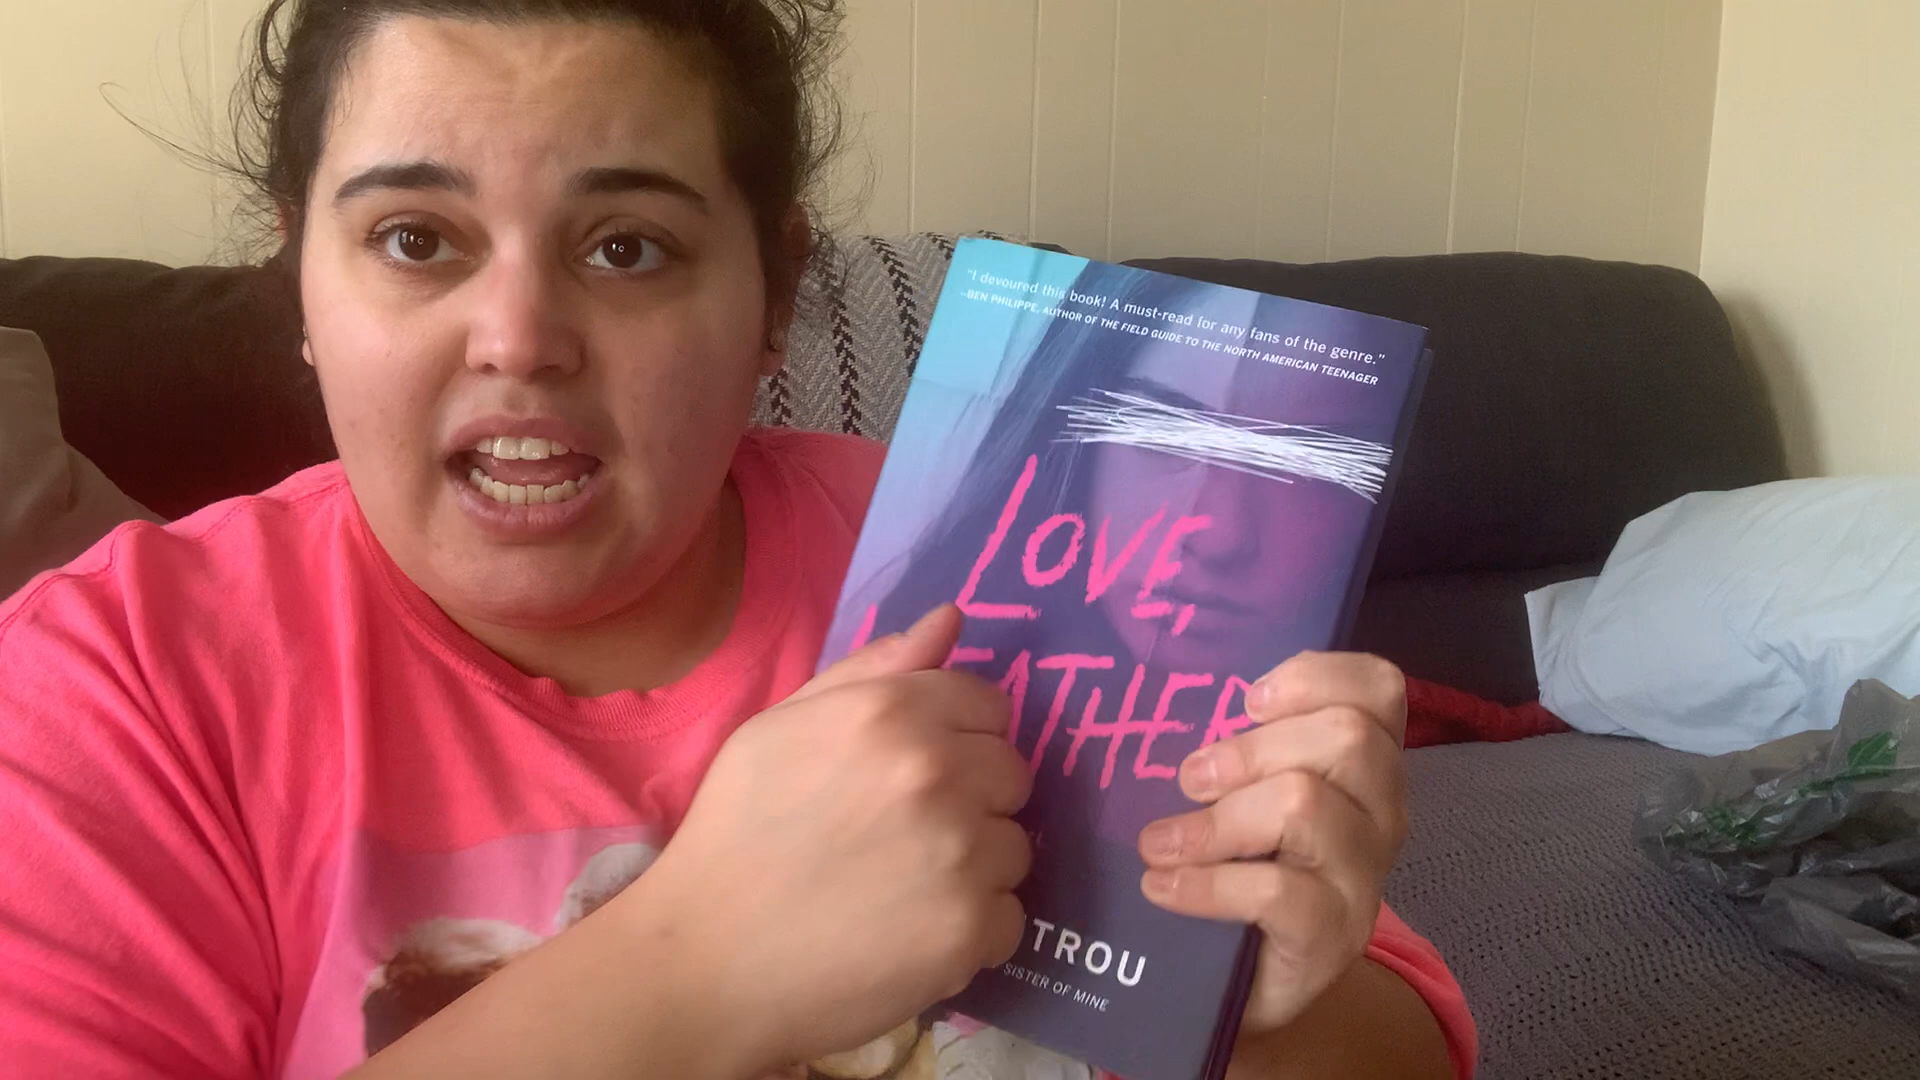 "I devoured this book! A must-read for any fans of the genre."
—BEN PHILIPPE, AUTHOR OF THE FIELD GUIDE TO THE NORTH AMERICAN TEENAGER
LOVE,
EATHER
TROU
SISTER OF MINE